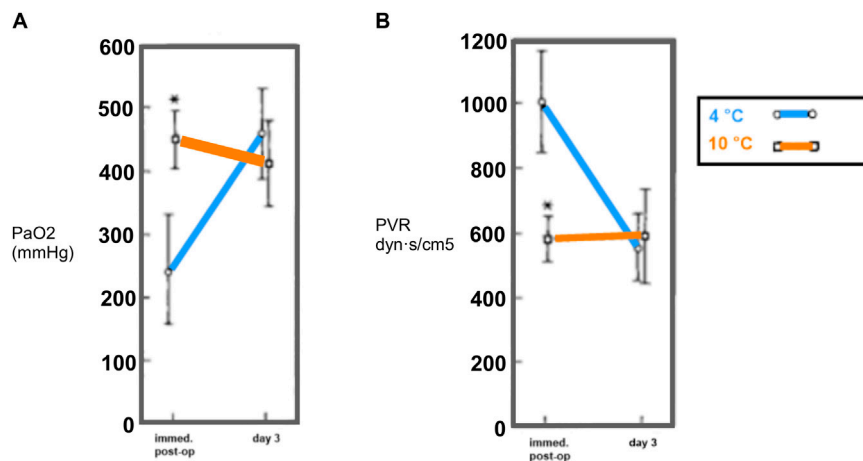 A
600
500
400
300
200
100
0
PaO2
(mmHg)
*
immed.
post-op
day 3
B
1200
1000
800
600
400
200
0
PVR
dyn·s/cm5
*
immed.
post-op
day 3
4 °C
10 °C